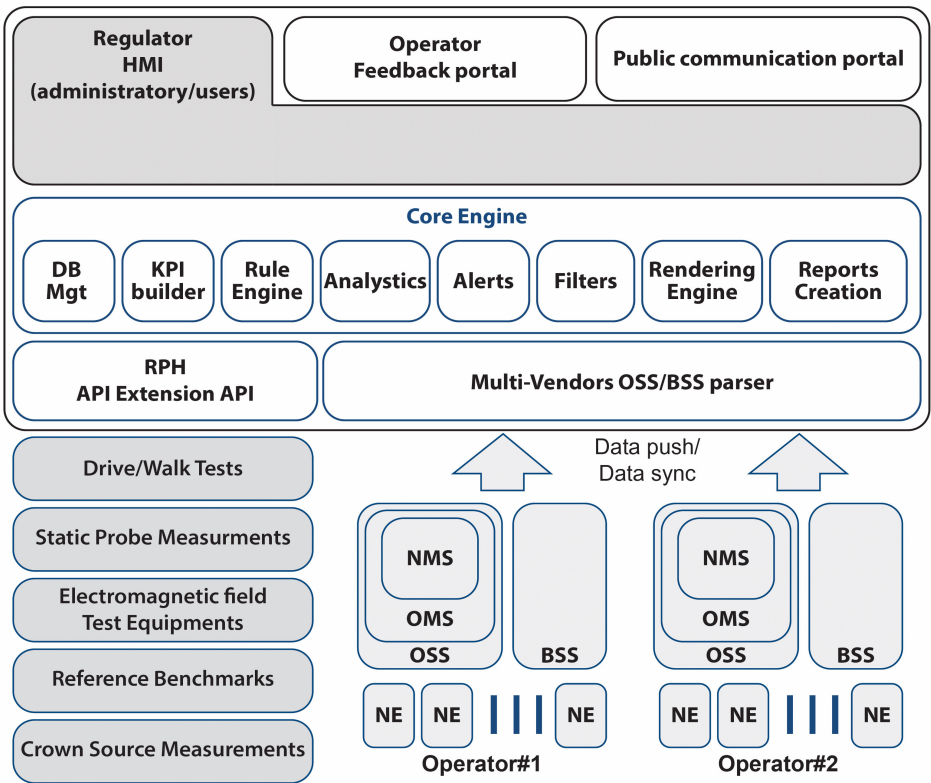 Regulator
HMI
(administratory/users)
Operator
Feedback portal
Public communication portal
Core Engine
DB
Mgt
KPI
builder
Rule
Engine
Analystics
Alerts
Filters
Rendering
Engine
Reports
Creation
RPH
API Extension API
Multi-Vendors OSS/BSS parser
Drive/Walk Tests
Static Probe Measurments
Electromagnetic field
Test Equipments
Reference Benchmarks
Crown Source Measurements
Data push/
Data sync
NMS
OMS
OSS
BSS
NE
NE
NE
Operator#1
NMS
OMS
OSS
BSS
NE
NE
NE
Operator#2